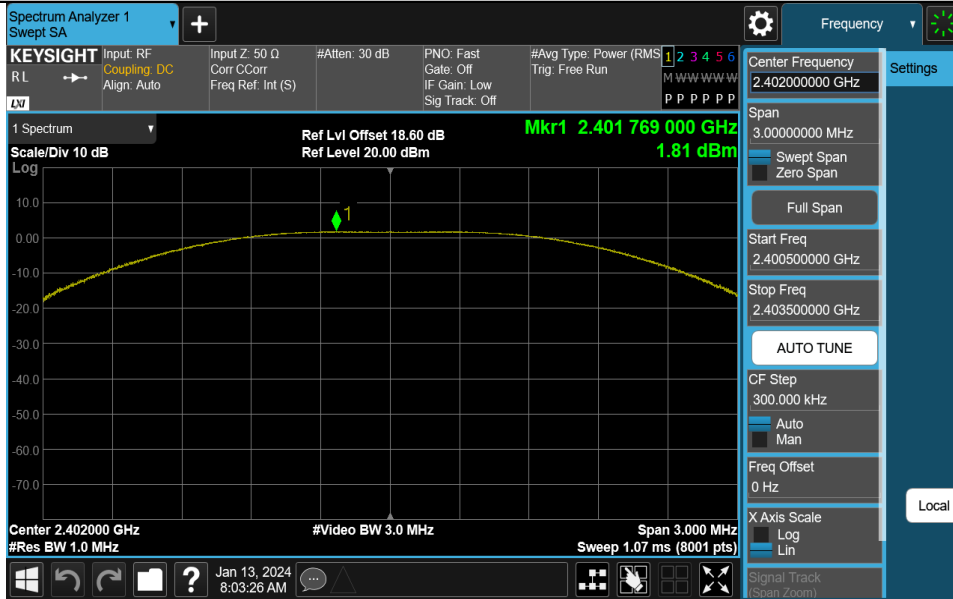 Spectrum Analyzer 1
Swept SA
+
Frequency
KEYSIGHT
RL
LXI
Input: RF
Coupling: DC
Align: Auto
Input Z: 50 Ω
Corr CCorr
Freq Ref: Int (S)
#Atten: 30 dB
PNO: Fast
Gate: Off
IF Gain: Low
Sig Track: Off
#Avg Type: Power (RMS
Trig: Free Run
1 2 3 4 5 6
M W W W W W
P P P P P P
1 Spectrum
Scale/Div 10 dB
Ref Lvl Offset 18.60 dB
Ref Level 20.00 dBm
Mkr1 2.401 769 000 GHz
1.81 dBm
Log
10.0
0.00
-10.0
-20.0
-30.0
-40.0
-50.0
-60.0
-70.0
1
Center 2.402000 GHz
#Res BW 1.0 MHz
#Video BW 3.0 MHz
Span 3.000 MHz
Sweep 1.07 ms (8001 pts)
Center Frequency
2.402000000 GHz
Span
3.00000000 MHz
Swept Span
Zero Span
Full Span
Start Freq
2.400500000 GHz
Stop Freq
2.403500000 GHz
AUTO TUNE
CF Step
300.000 kHz
Auto
Man
Freq Offset
0 Hz
X Axis Scale
Log
Lin
Signal Track
(Span Zoom)
Settings
Local
?
Jan 13, 2024
8:03:26 AM